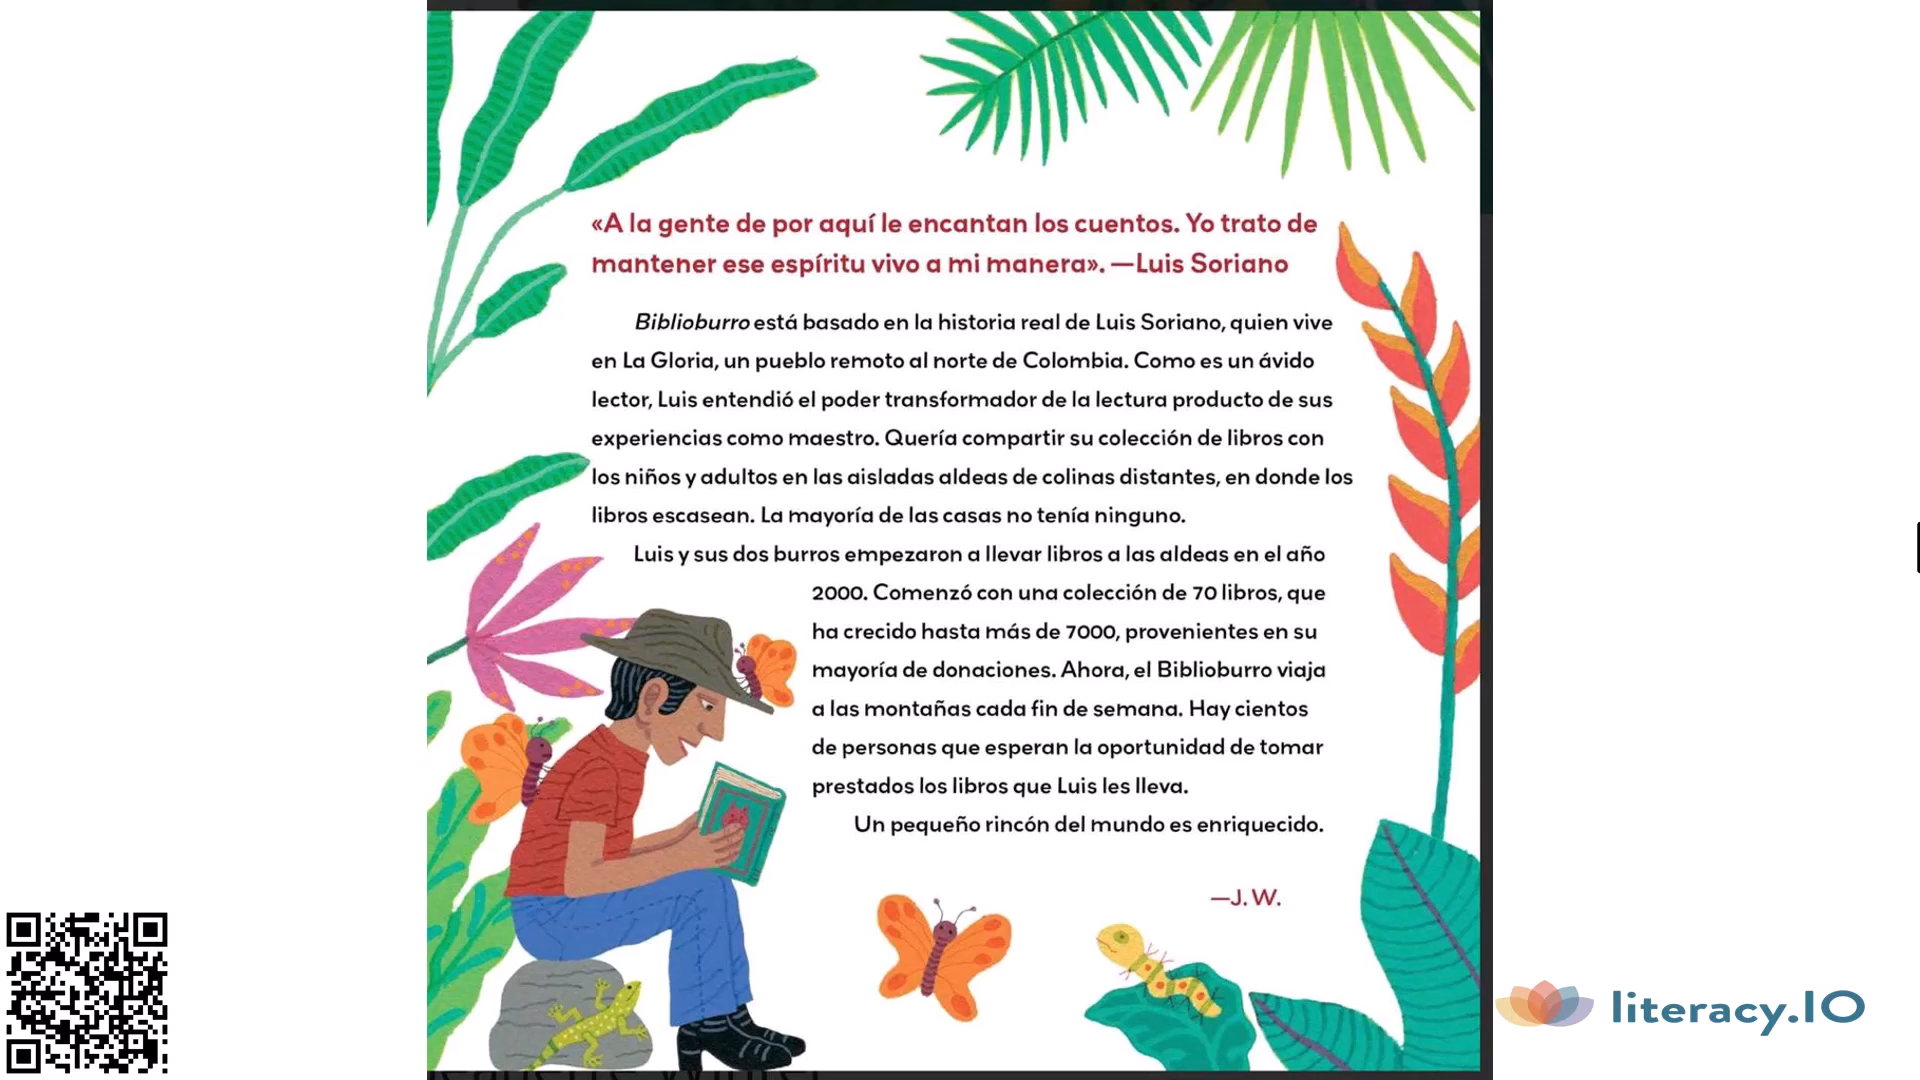 «A la gente de por aquí le encantan los cuentos. Yo trato de
mantener ese espíritu vivo a mi manera». —Luis Soriano
Biblioburro está basado en la historia real de Luis Soriano, quien vive
en La Gloria, un pueblo remoto al norte de Colombia. Como es un ávido
lector, Luis entendió el poder transformador de la lectura producto de sus
experiencias como maestro. Quería compartir su colección de libros con
los niños y adultos en las aisladas aldeas de colinas distantes, en donde los
libros escasean. La mayoría de las casas no tenía ninguno.
Luis y sus dos burros empezaron a llevar libros a las aldeas en el año
2000. Comenzó con una colección de 70 libros, que
ha crecido hasta más de 7000, provenientes en su
mayoría de donaciones. Ahora, el Biblioburro viaja
a las montañas cada fin de semana. Hay cientos
de personas que esperan la oportunidad de tomar
prestados los libros que Luis les lleva.
Un pequeño rincón del mundo es enriquecido.
—J. W.
literacy.IO